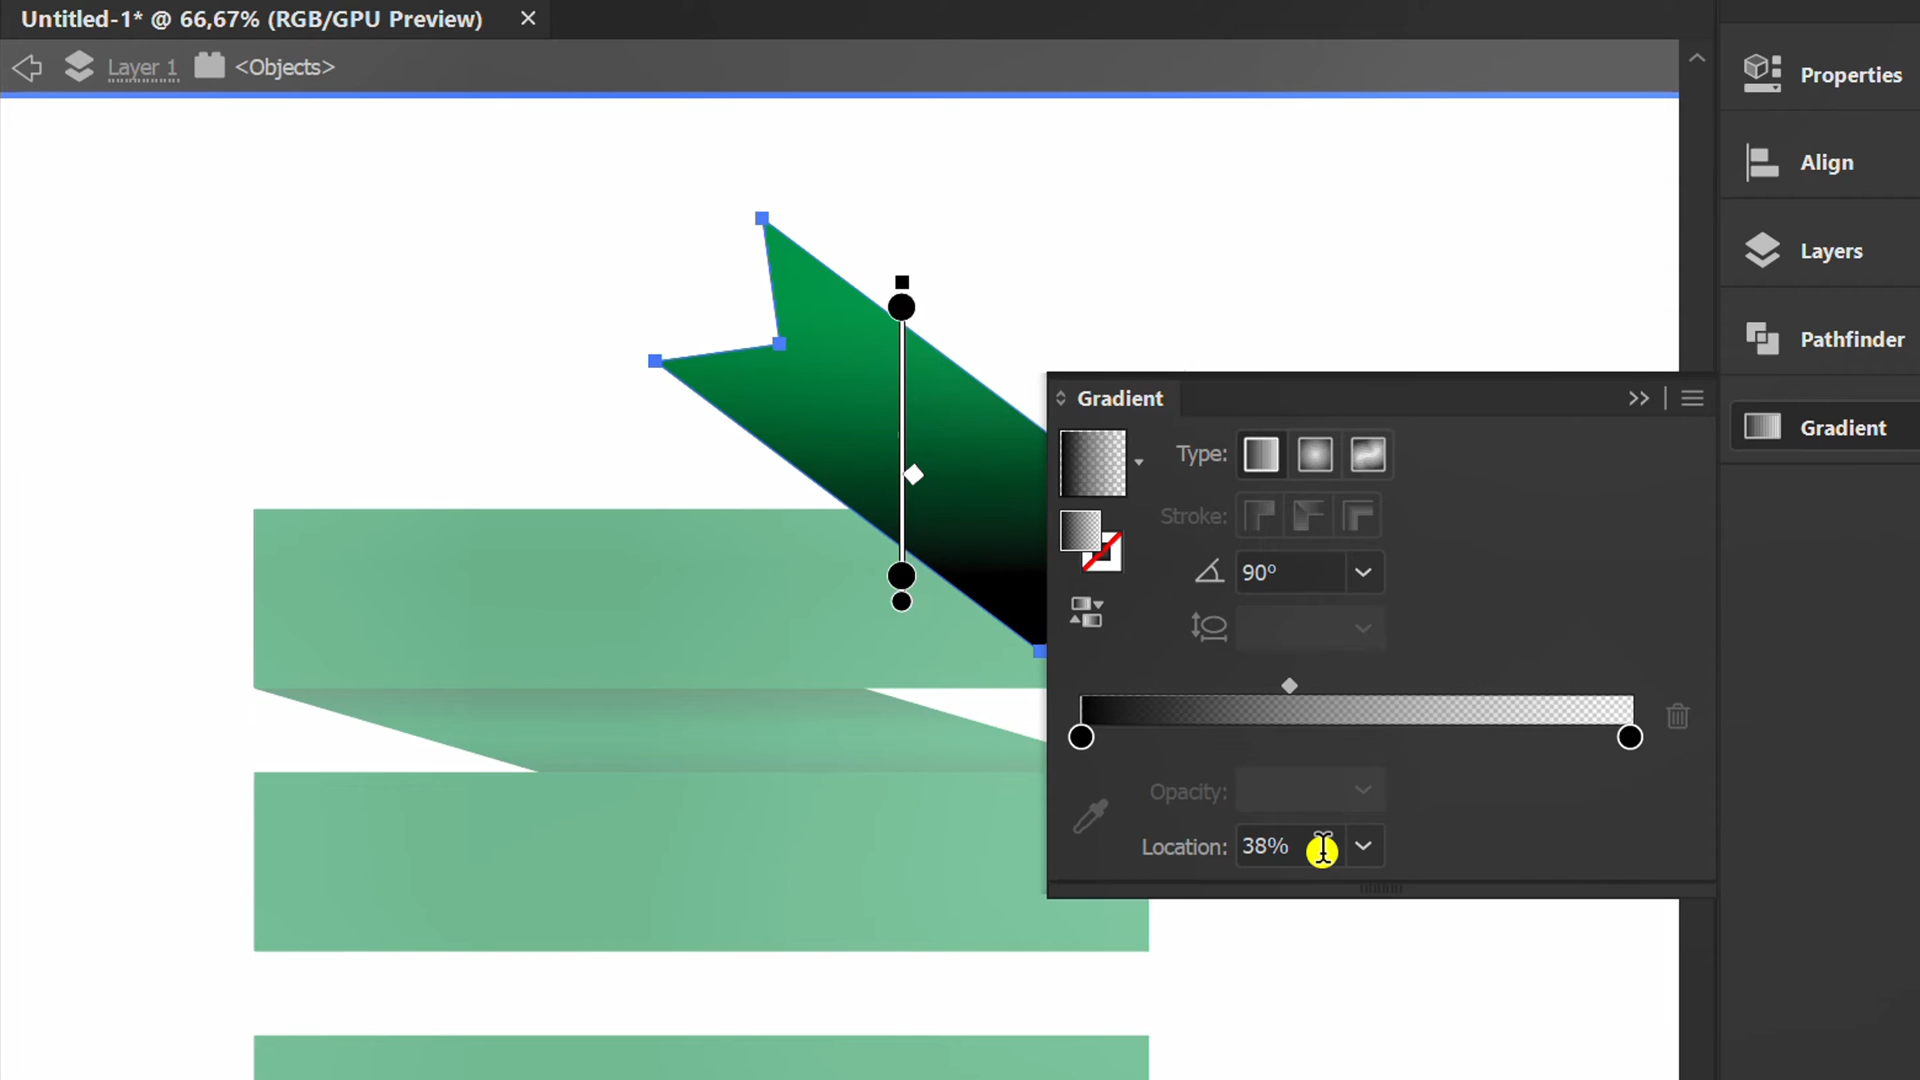 Untitled-1* @ 66,67% (RGB/GPU Preview)
Layer 1 <Objects>
Properties
Align
Layers
Pathfinder
Gradient
Gradient
Type:
Stroke:
90°
Opacity:
Location: 38%